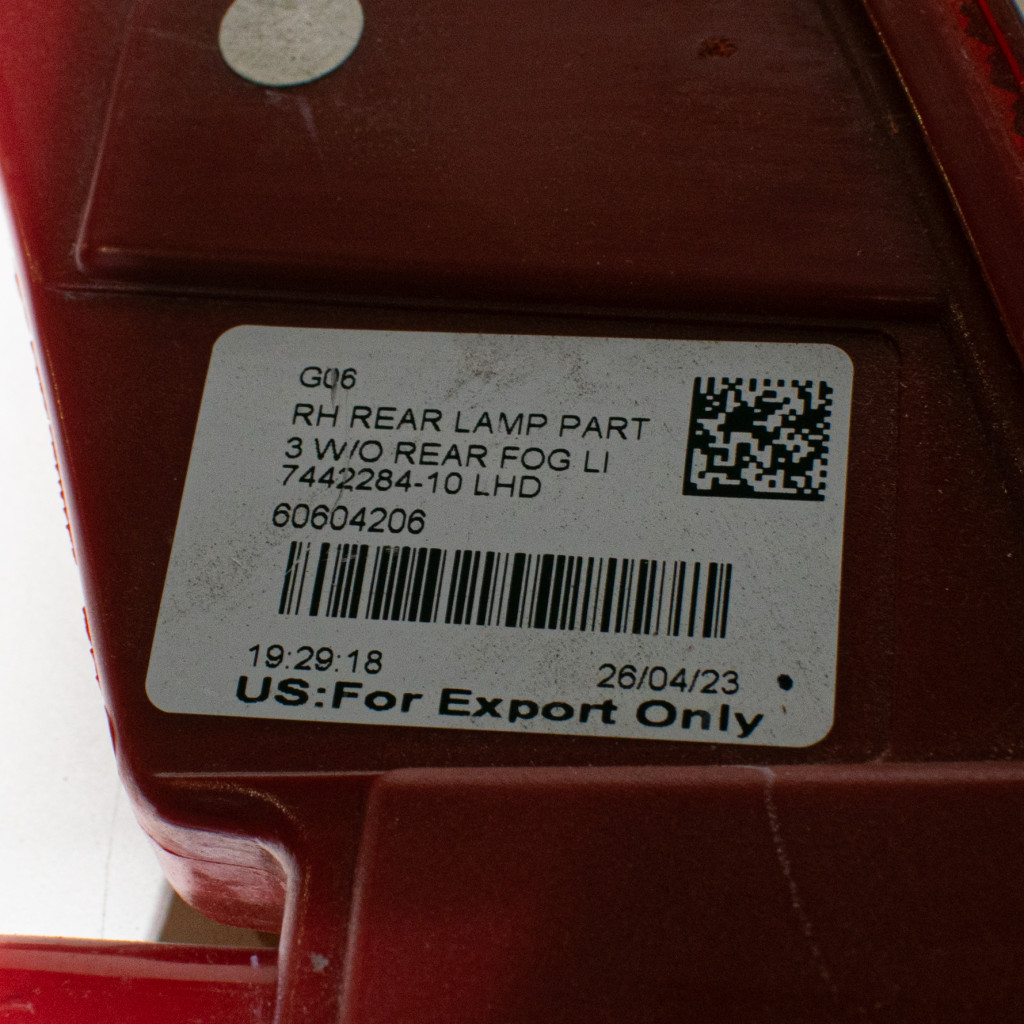 G06
RH REAR LAMP PART
3 W/O REAR FOG LI
7442284-10 LHD
60604206
19:29:18 26/04/23
US:For Export Only